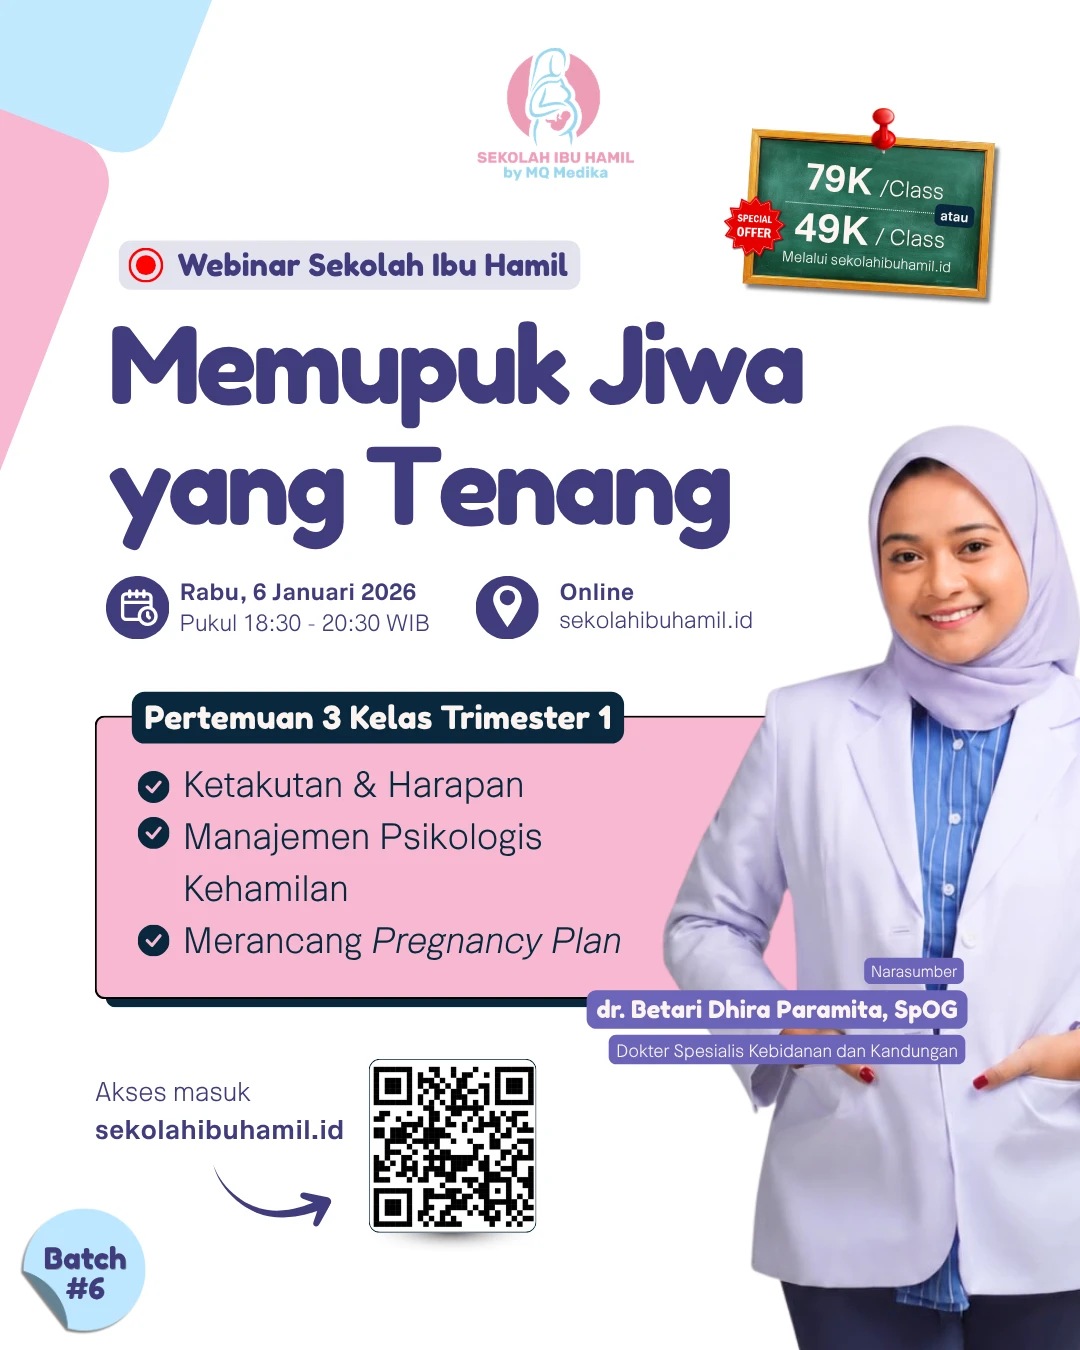 SEKOLAH IBU HAMIL
by MQ Medika
79K /Class
atau
SPECIAL
OFFER
49K / Class
Melalui sekolahibuhamil.id
Webinar Sekolah Ibu Hamil
Memupuk Jiwa
yang Tenang
Rabu, 6 Januari 2026
Pukul 18:30 - 20:30 WIB
Online
sekolahibuhamil.id
Pertemuan 3 Kelas Trimester 1
Ketakutan & Harapan
Manajemen Psikologis
Kehamilan
Merancang Pregnancy Plan
Narasumber
dr. Betari Dhira Paramita, SpOG
Dokter Spesialis Kebidanan dan Kandungan
Akses masuk
sekolahibuhamil.id
Batch
#6